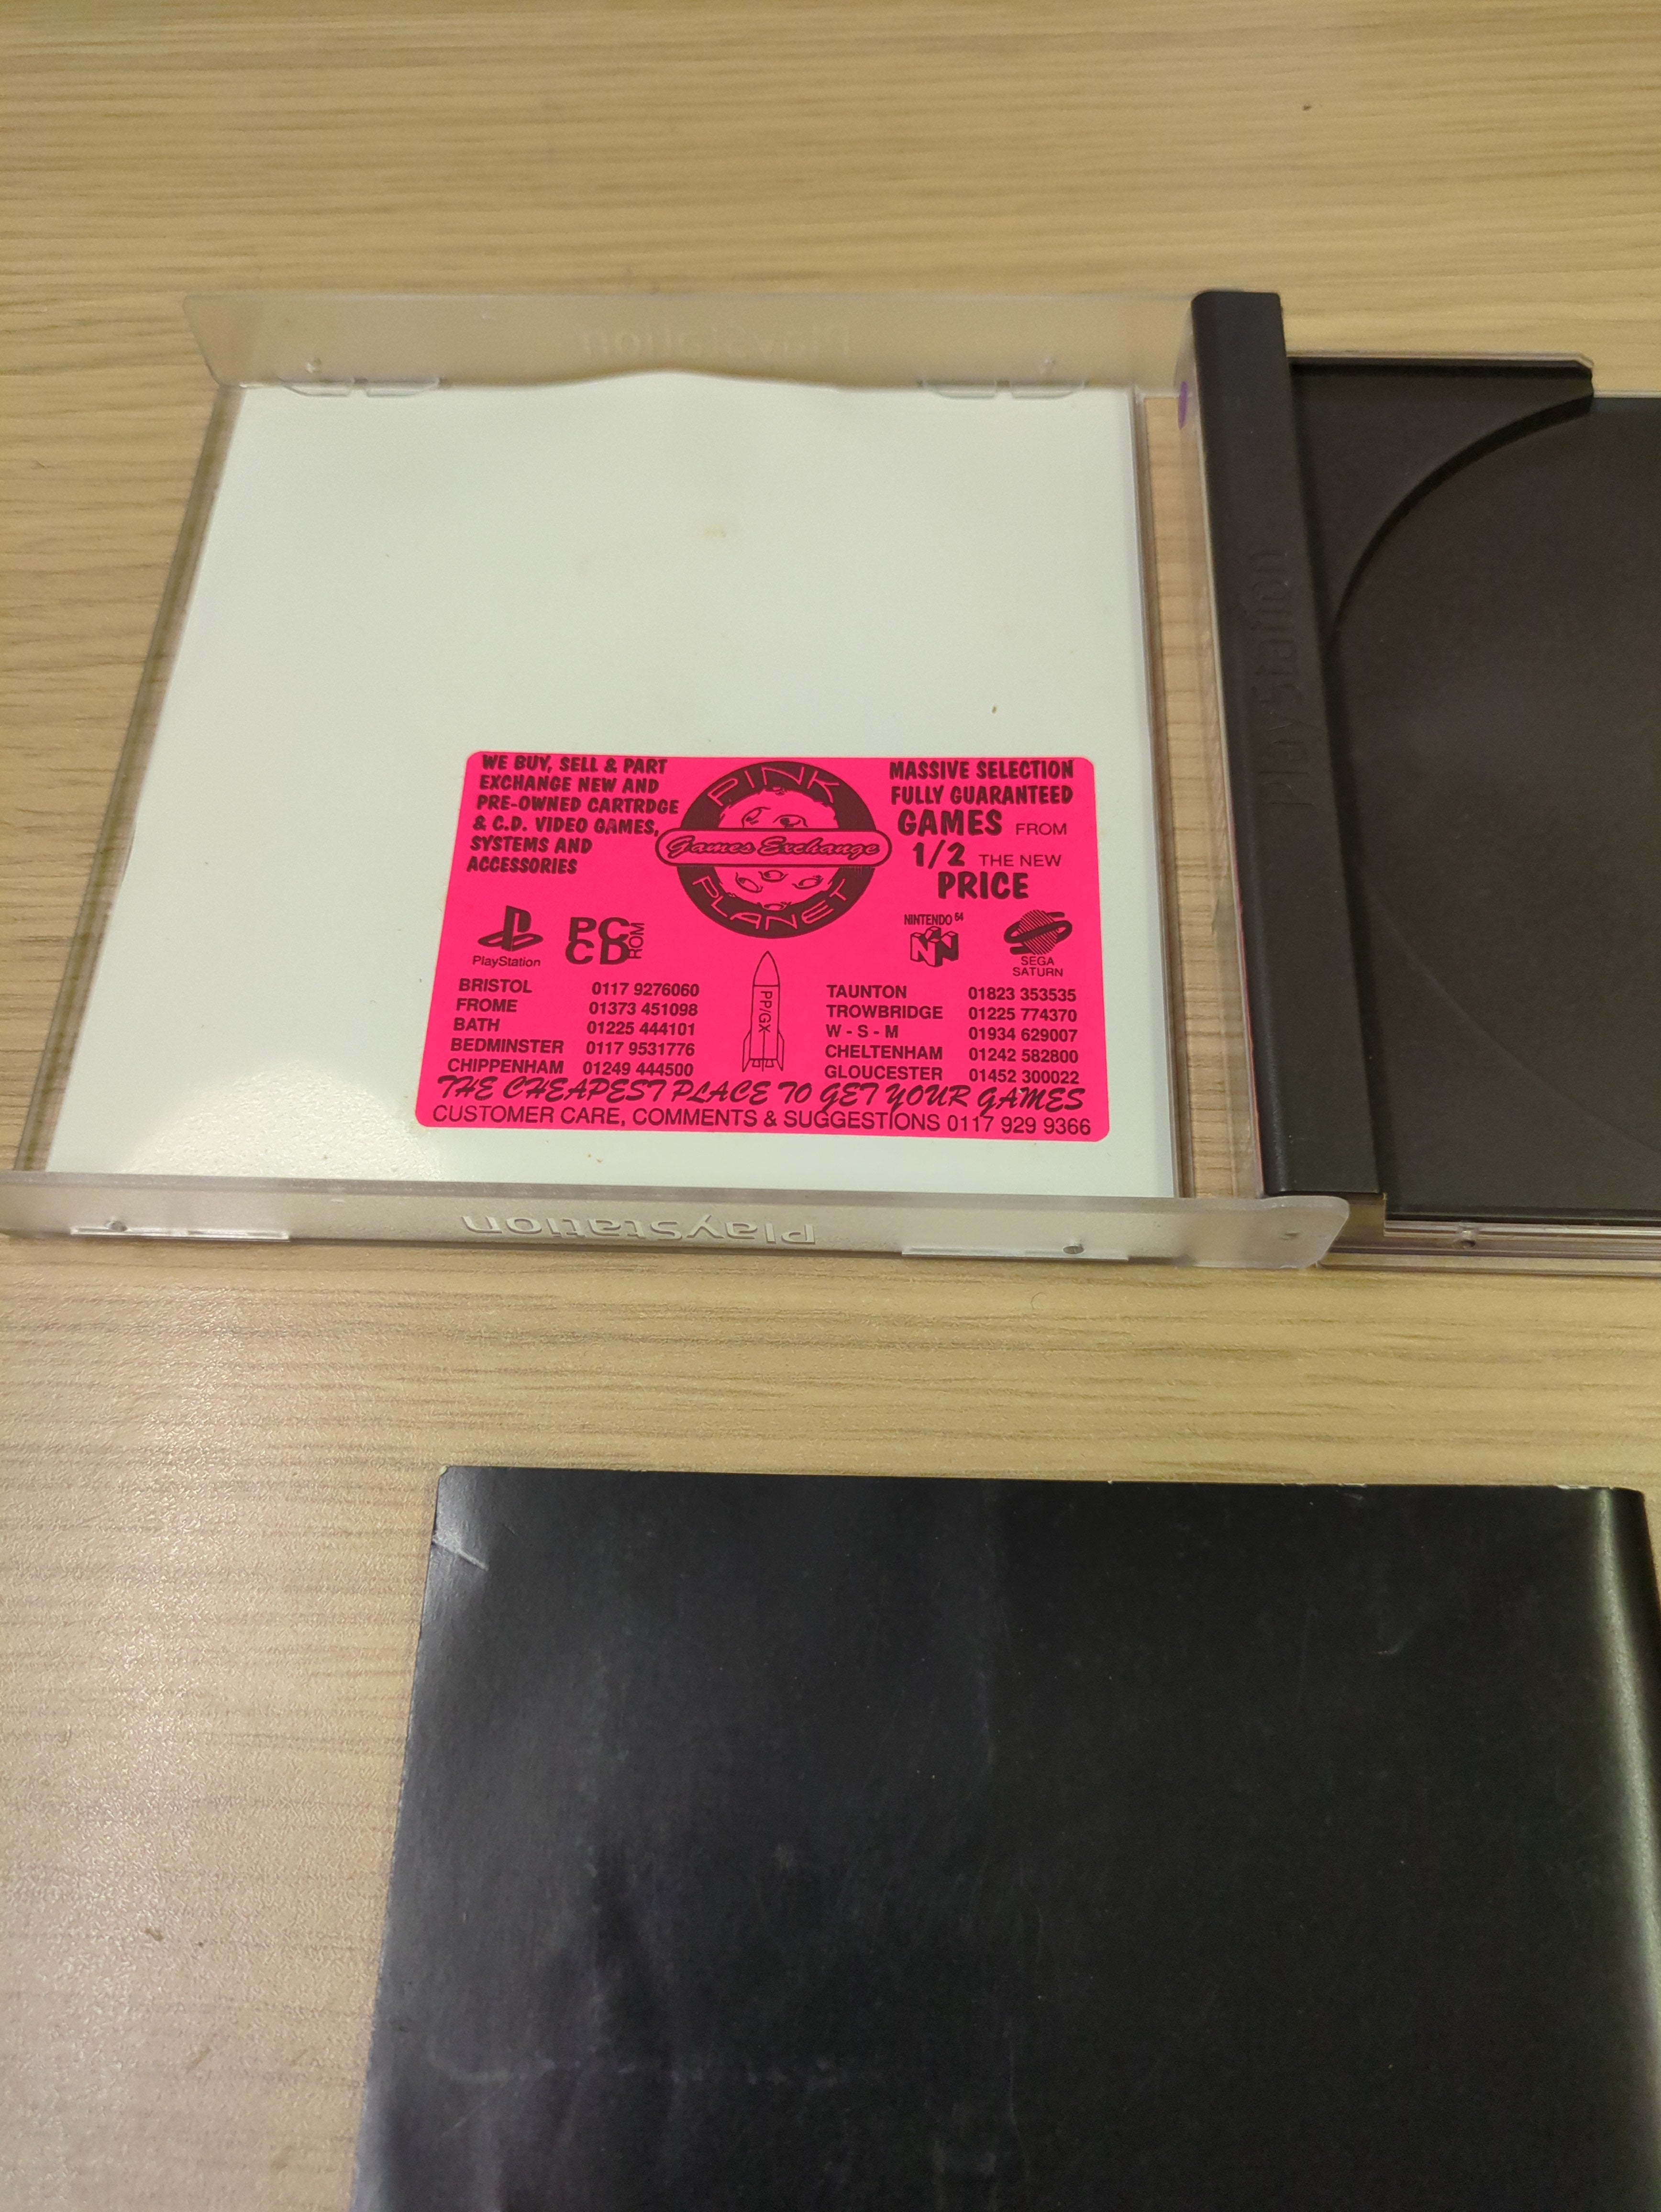 PlayStation
PlayStation
WE BUY, SELL & PART
EXCHANGE NEW AND
PRE-OWNED CARTRDGE
& C.D. VIDEO GAMES,
SYSTEMS AND
ACCESSORIES
PINK
Games Exchange
PLANET
MASSIVE SELECTION
FULLY GUARANTEED
GAMES FROM
1/2 THE NEW
PRICE
PlayStation
PC
CD ROM
NINTENDO 64
SEGA
SATURN
PP/GX
BRISTOL 0117 9276060
FROME 01373 451098
BATH 01225 444101
BEDMINSTER 0117 9531776
CHIPPENHAM 01249 444500
TAUNTON 01823 353535
TROWBRIDGE 01225 774370
W - S - M 01934 629007
CHELTENHAM 01242 582800
GLOUCESTER 01452 300022
THE CHEAPEST PLACE TO GET YOUR GAMES
CUSTOMER CARE, COMMENTS & SUGGESTIONS 0117 929 9366
PlayStation